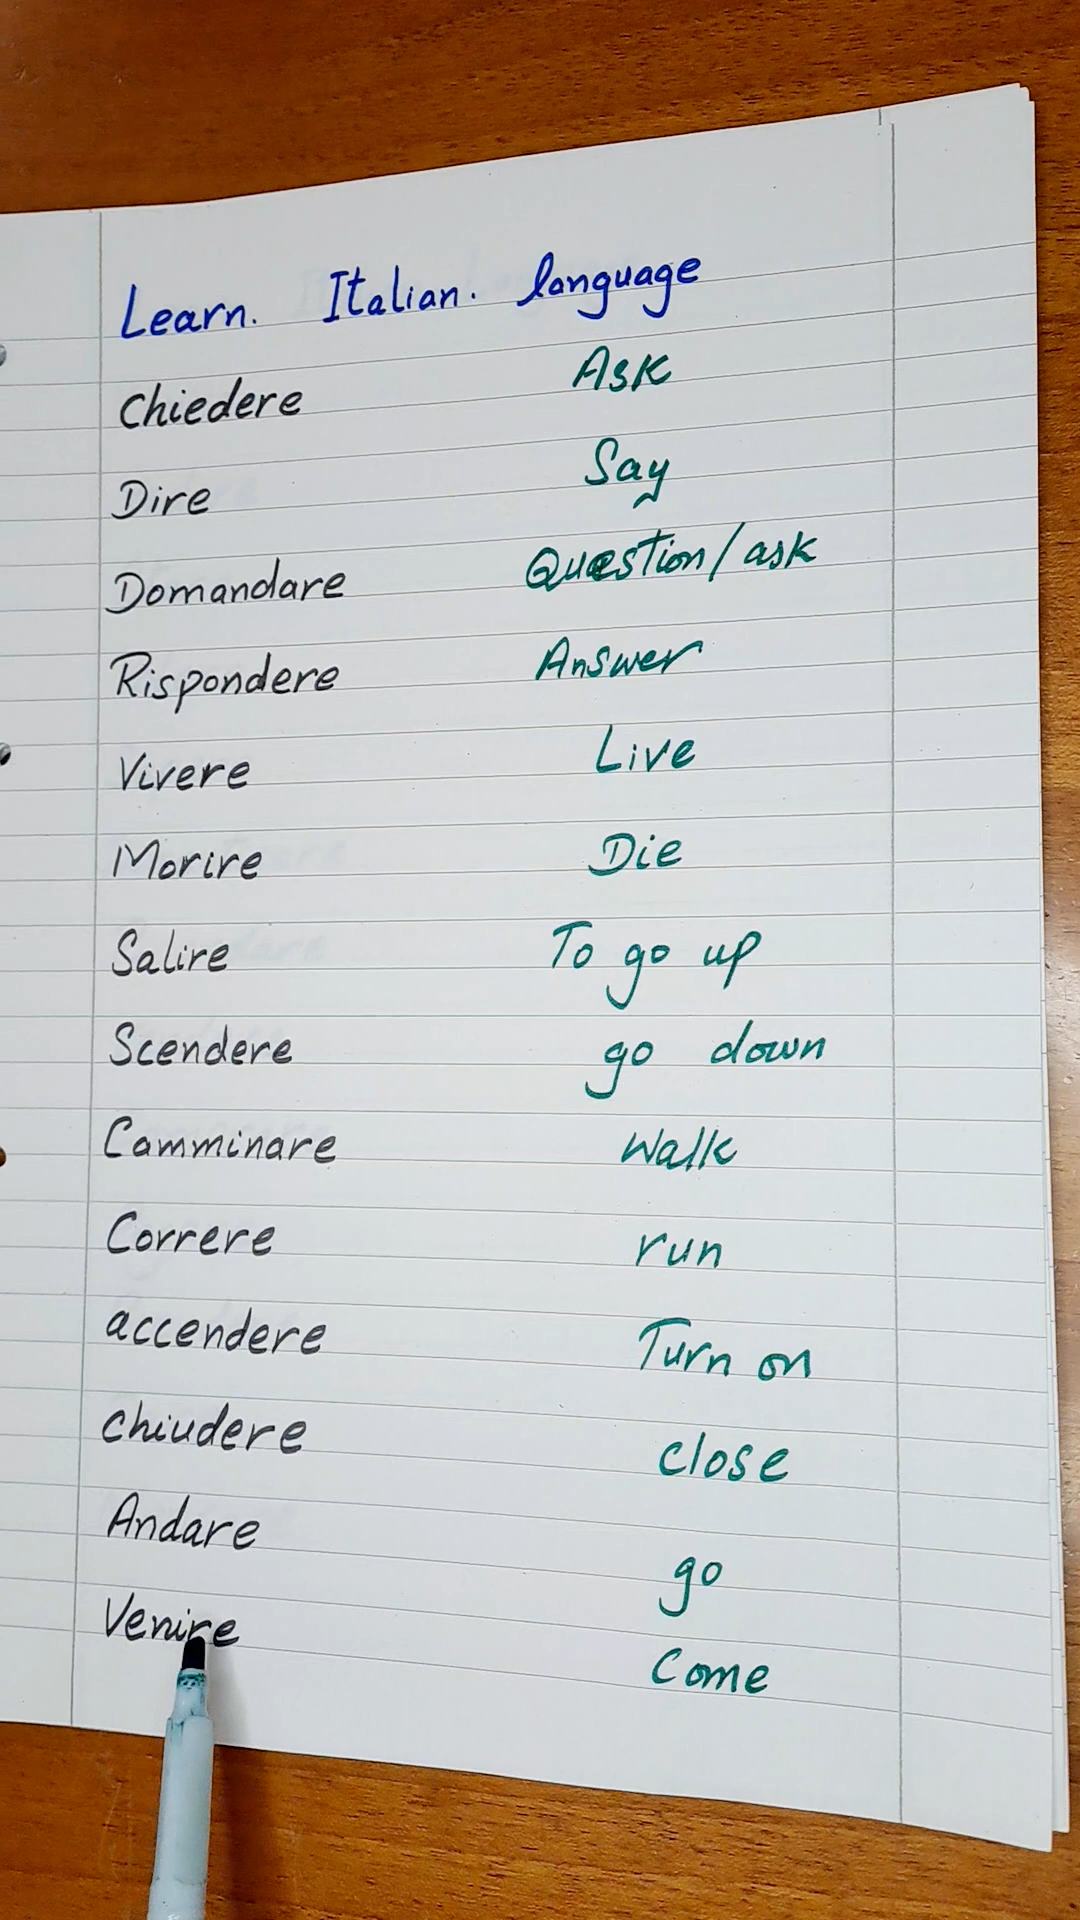 Learn. Italian. language
Chiedere Ask
Dire Say
Domandare Question/ask
Rispondere Answer
Vivere Live
Morire Die
Salire To go up
Scendere go down
Camminare walk
Correre run
accendere Turn on
chiudere close
Andare go
Venire Come